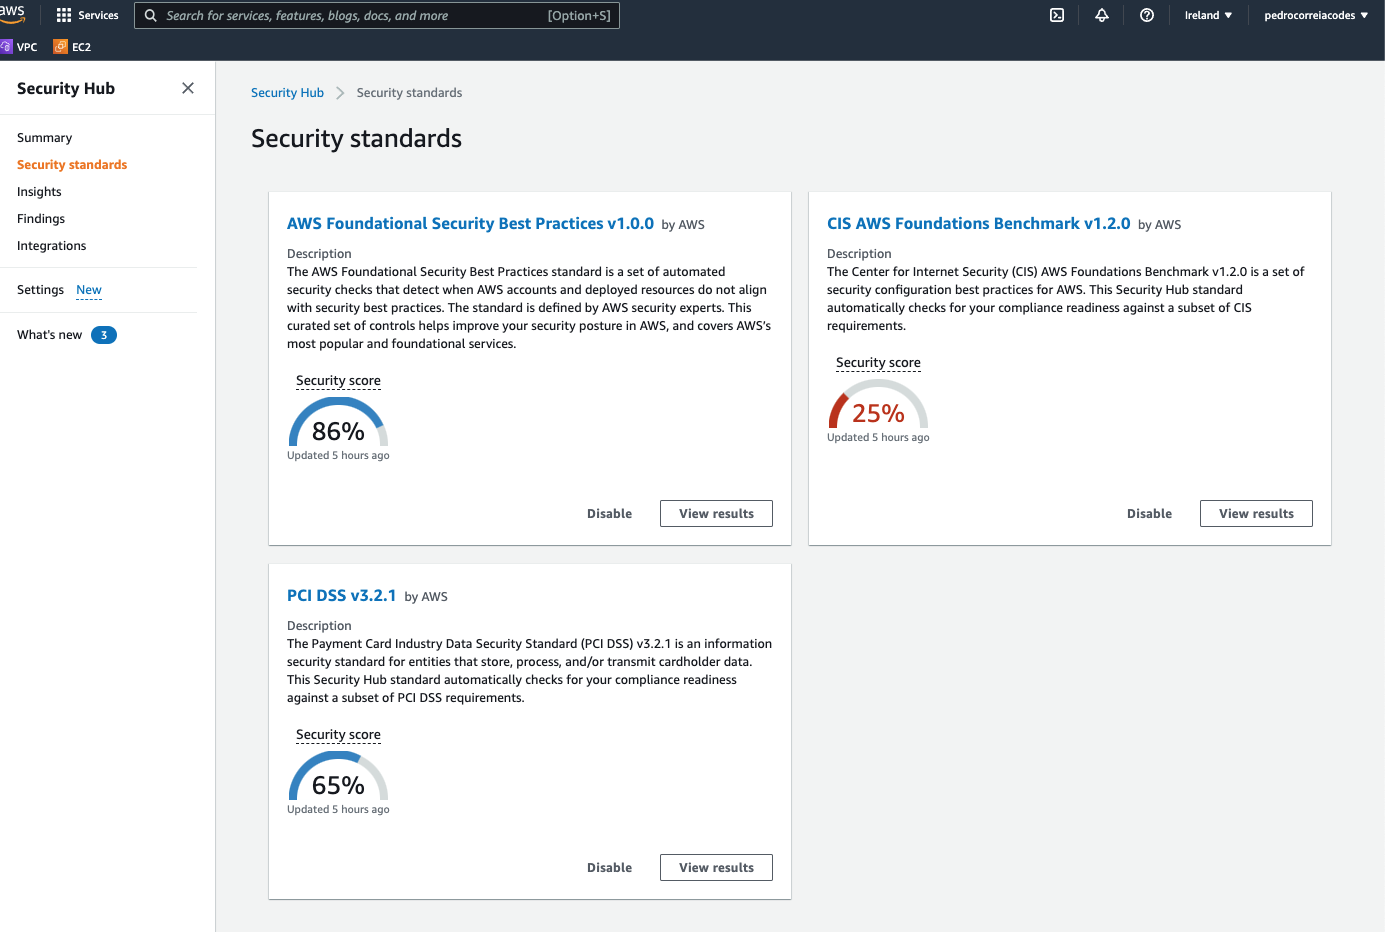 aws
Services
Search for services, features, blogs, docs, and more [Option+S]
Ireland ▼
pedrocorreiacodes ▼
VPC
EC2
Security Hub
Summary
Security standards
Insights
Findings
Integrations
Settings New
What's new 3
Security Hub > Security standards
Security standards
AWS Foundational Security Best Practices v1.0.0 by AWS
Description
The AWS Foundational Security Best Practices standard is a set of automated
security checks that detect when AWS accounts and deployed resources do not align
with security best practices. The standard is defined by AWS security experts. This
curated set of controls helps improve your security posture in AWS, and covers AWS's
most popular and foundational services.
Security score
86%
Updated 5 hours ago
Disable
View results
CIS AWS Foundations Benchmark v1.2.0 by AWS
Description
The Center for Internet Security (CIS) AWS Foundations Benchmark v1.2.0 is a set of
security configuration best practices for AWS. This Security Hub standard
automatically checks for your compliance readiness against a subset of CIS
requirements.
Security score
25%
Updated 5 hours ago
Disable
View results
PCI DSS v3.2.1 by AWS
Description
The Payment Card Industry Data Security Standard (PCI DSS) v3.2.1 is an information
security standard for entities that store, process, and/or transmit cardholder data.
This Security Hub standard automatically checks for your compliance readiness
against a subset of PCI DSS requirements.
Security score
65%
Updated 5 hours ago
Disable
View results